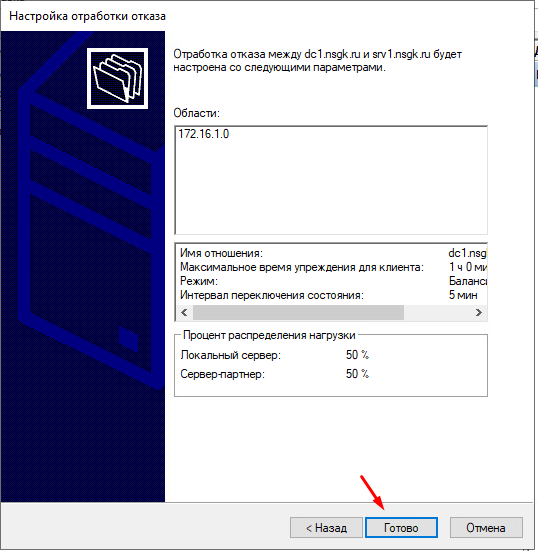 Настройка отработки отказа
Отработка отказа между dc1.nsgk.ru и srv1.nsgk.ru будет
настроена со следующими параметрами.
Области:
172.16.1.0
Имя отношения: dc1.nsg
Максимальное время упреждения для клиента: 1 ч 0 ми
Режим: Баланс
Интервал переключения состояния: 5 мин
Процент распределения нагрузки
Локальный сервер: 50 %
Сервер-партнер: 50 %
< Назад Готово Отмена